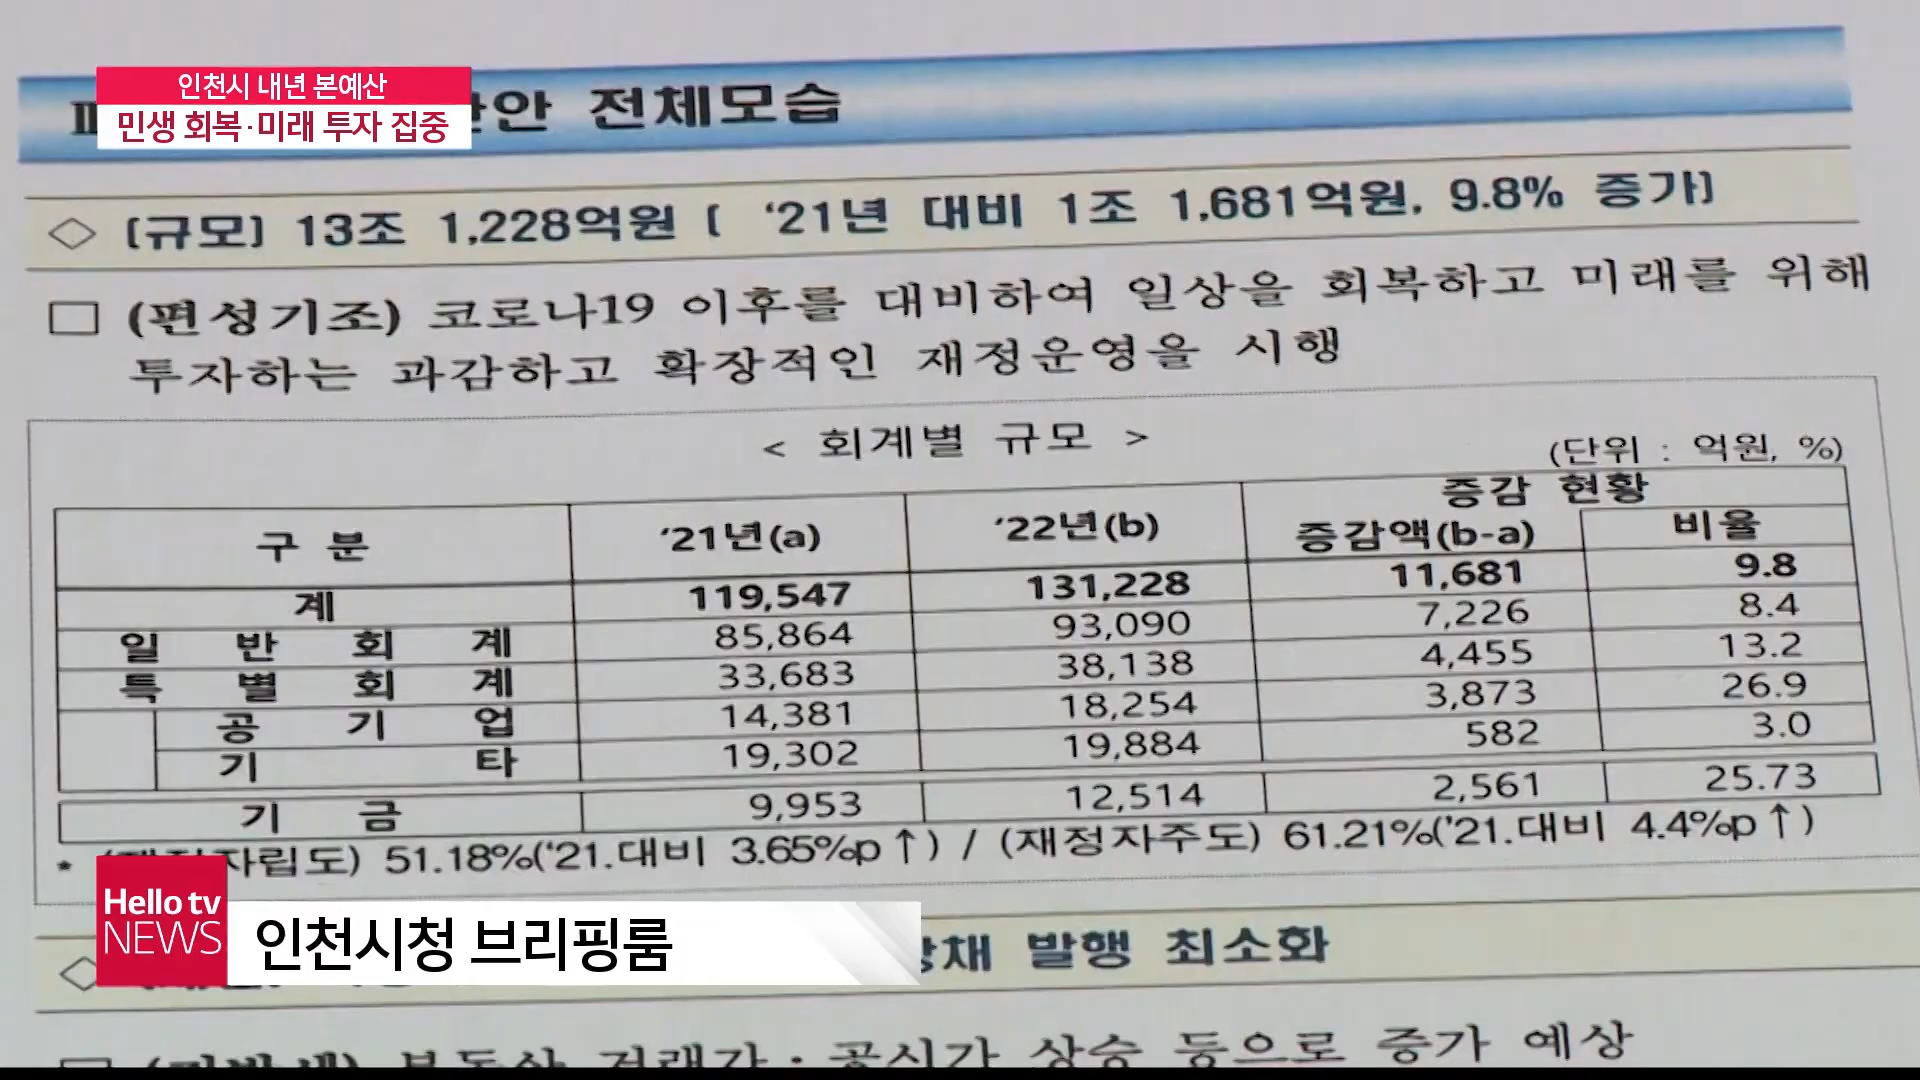 인천시 내년 본예산
민생 회복·미래 투자 집중
Ⅱ 안 전체모습
◇ [규모] 13조 1,228억원 [ ‘21년 대비 1조 1,681억원, 9.8% 증가]
□ (편성기조) 코로나19 이후를 대비하여 일상을 회복하고 미래를 위해
투자하는 과감하고 확장적인 재정운영을 시행
< 회계별 규모 >
(단위 : 억원, %)
구 분 ’21년(a) ’22년(b) 증감 현황
증감액(b-a) 비율
계 119,547 131,228 11,681 9.8
일 반 회 계 85,864 93,090 7,226 8.4
특 별 회 계 33,683 38,138 4,455 13.2
공 기 업 14,381 18,254 3,873 26.9
기 타 19,302 19,884 582 3.0
기 금 9,953 12,514 2,561 25.73
* 자립도) 51.18%(‘21.대비 3.65%p↑) / (재정자주도) 61.21%(’21.대비 4.4%p↑)
Hello tv
NEWS
인천시청 브리핑룸
◇ 채 발행 최소화
거래가·공시가 상승 등으로 증가 예상